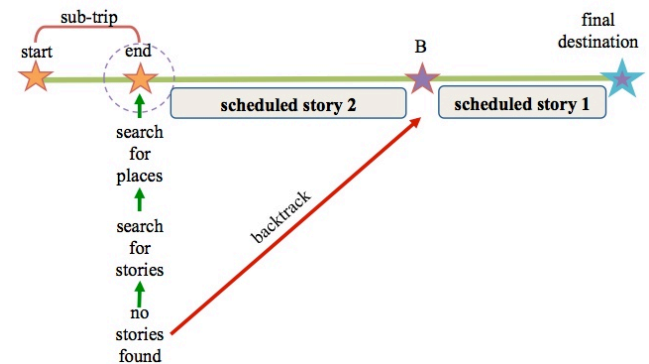 sub-trip
start
end
B
final
destination
scheduled story 2
scheduled story 1
search
for
places
search
for
stories
no
stories
found
backtrack